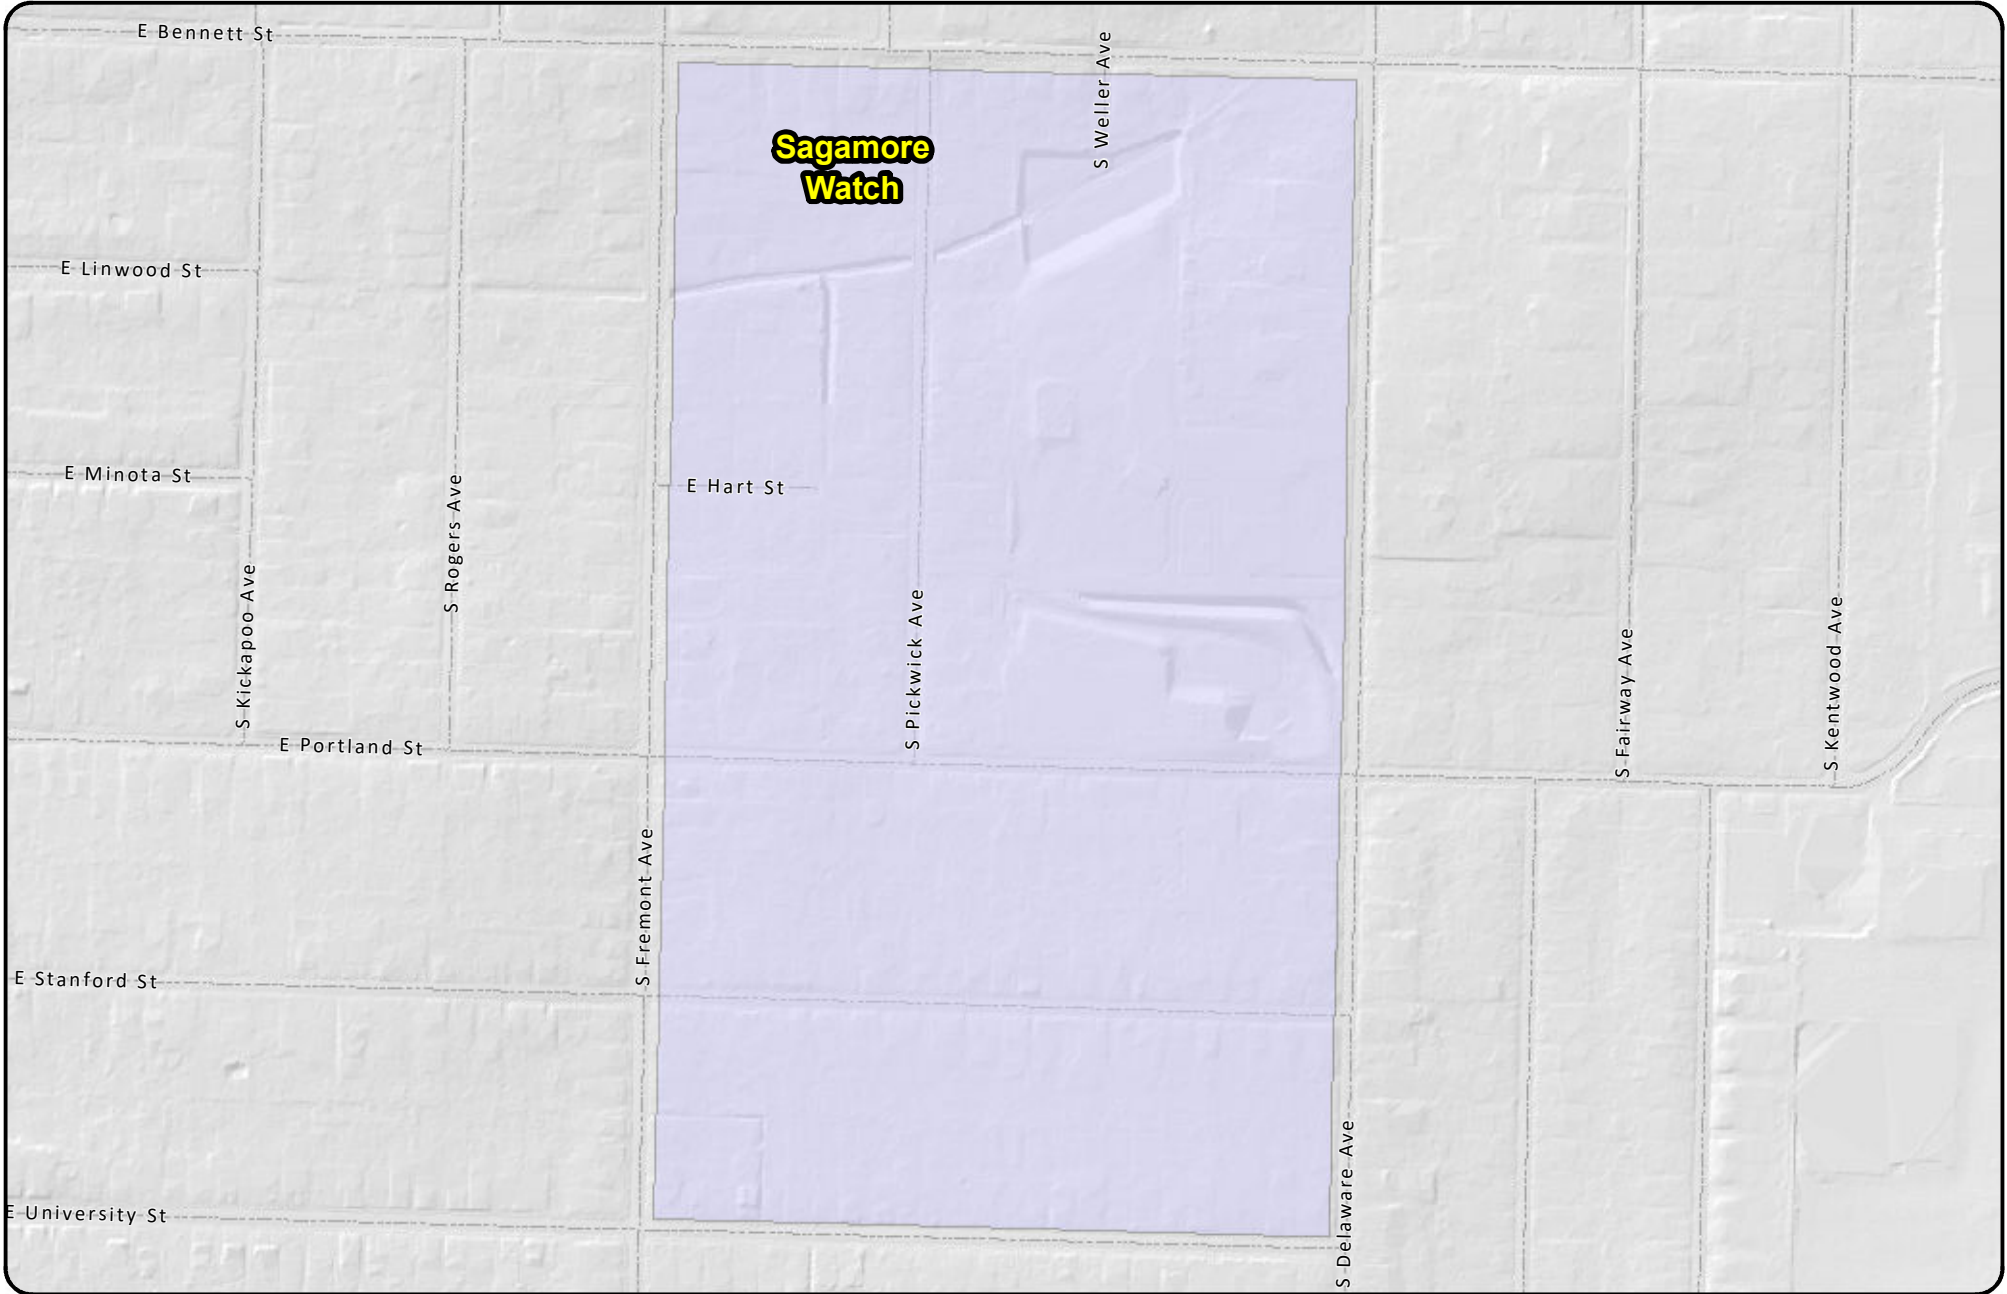 E Bennett St
S Weller Ave
Sagamore
Watch
E Linwood St
E Minota St
E Hart St
S Rogers Ave
S Kickapoo Ave
S Pickwick Ave
S Fairway Ave
S Kentwood Ave
E Portland St
S Fremont Ave
E Stanford St
S Delaware Ave
E University St